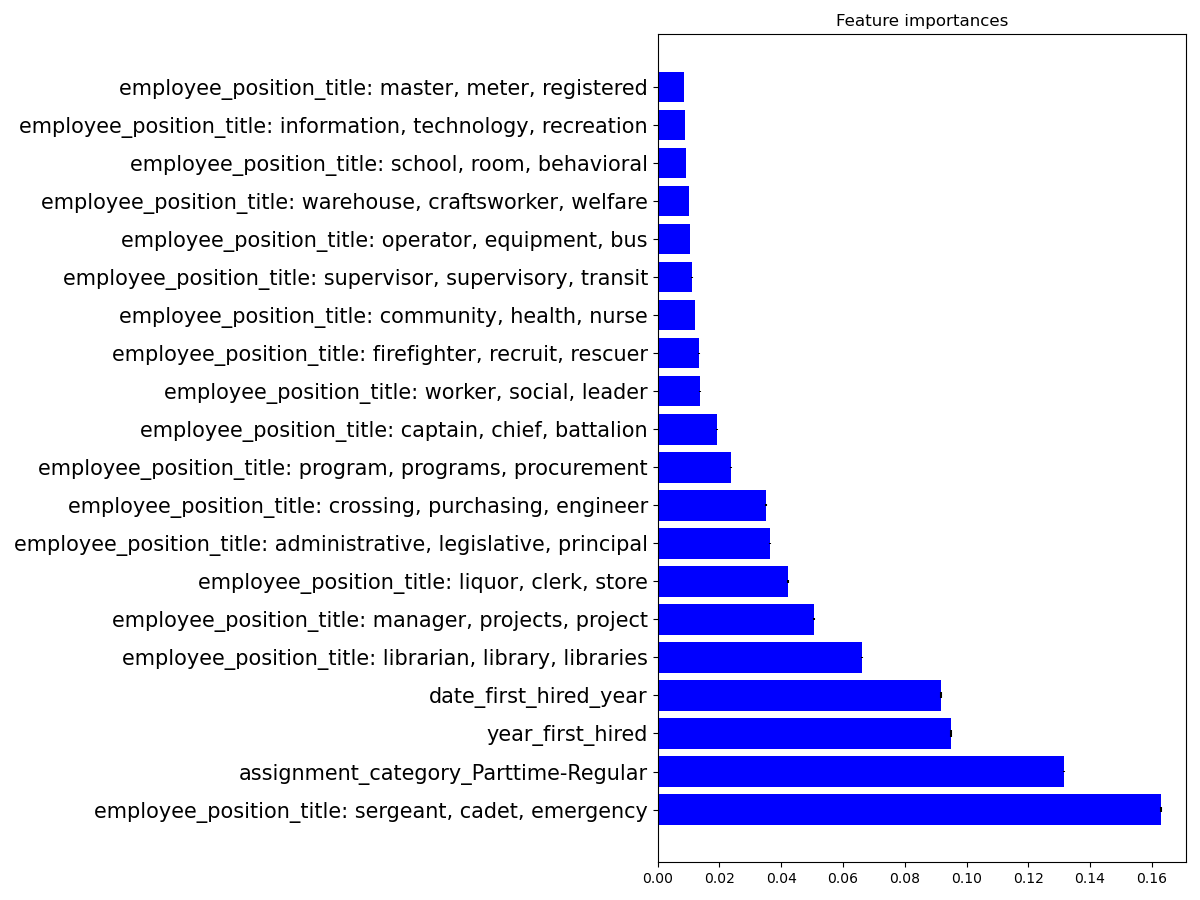 Feature importances
employee_position_title: master, meter, registered
employee_position_title: information, technology, recreation
employee_position_title: school, room, behavioral
employee_position_title: warehouse, craftsworker, welfare
employee_position_title: operator, equipment, bus
employee_position_title: supervisor, supervisory, transit
employee_position_title: community, health, nurse
employee_position_title: firefighter, recruit, rescuer
employee_position_title: worker, social, leader
employee_position_title: captain, chief, battalion
employee_position_title: program, programs, procurement
employee_position_title: crossing, purchasing, engineer
employee_position_title: administrative, legislative, principal
employee_position_title: liquor, clerk, store
employee_position_title: manager, projects, project
employee_position_title: librarian, library, libraries
date_first_hired_year
year_first_hired
assignment_category_Parttime-Regular
employee_position_title: sergeant, cadet, emergency
0.00 0.02 0.04 0.06 0.08 0.10 0.12 0.14 0.16